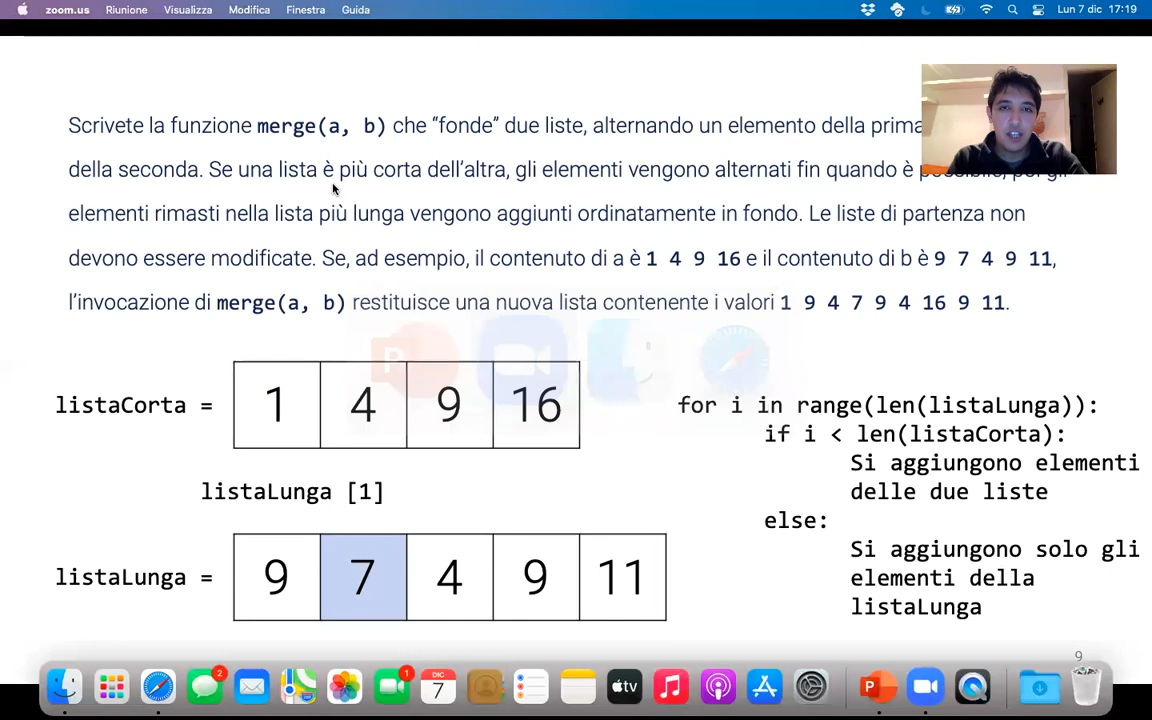 zoom.us Riunione Visualizza Modifica Finestra Guida Lun 7 dic 17:19
Scrivete la funzione merge(a, b) che “fonde” due liste, alternando un elemento della prima
della seconda. Se una lista è più corta dell’altra, gli elementi vengono alternati fin quando è
elementi rimasti nella lista più lunga vengono aggiunti ordinatamente in fondo. Le liste di partenza non
devono essere modificate. Se, ad esempio, il contenuto di a è 1 4 9 16 e il contenuto di b è 9 7 4 9 11,
l’invocazione di merge(a, b) restituisce una nuova lista contenente i valori 1 9 4 7 9 4 16 9 11.
listaCorta = 1 4 9 16
listaLunga [1]
listaLunga = 9 7 4 9 11
for i in range(len(listaLunga)):
if i < len(listaCorta):
Si aggiungono elementi
delle due liste
else:
Si aggiungono solo gli
elementi della
listaLunga
9
2
1
DIC
7
tv